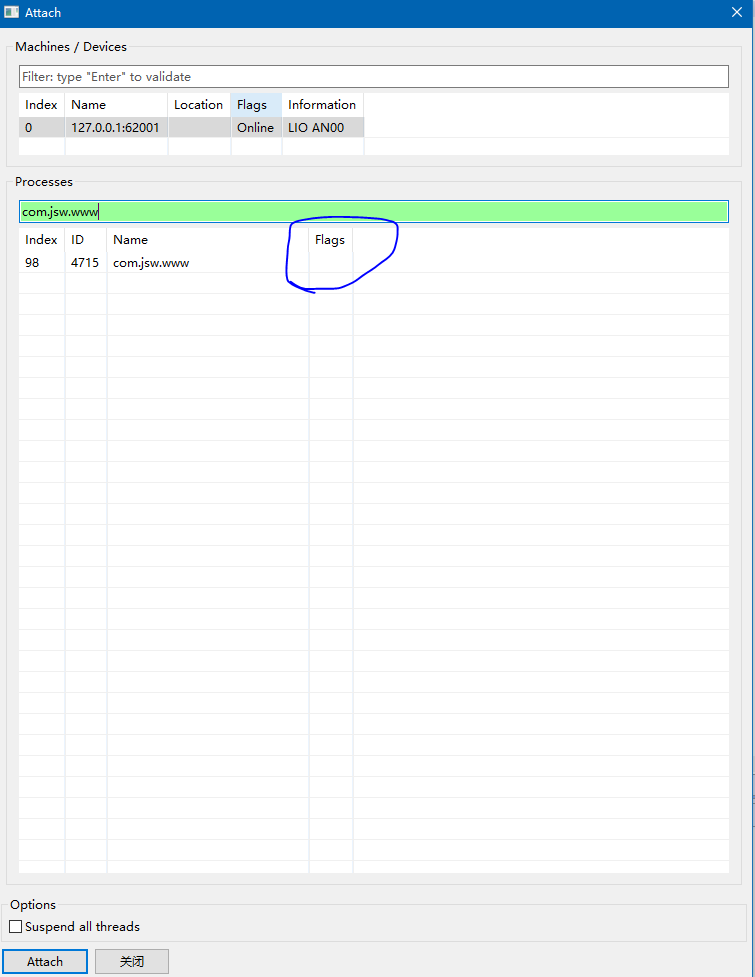 Attach
Machines / Devices
Filter: type "Enter" to validate
Index Name Location Flags Information
0 127.0.0.1:62001 Online LIO AN00
Processes
com.jsw.www
Index ID Name Flags
98 4715 com.jsw.www
Options
Suspend all threads
Attach 关闭